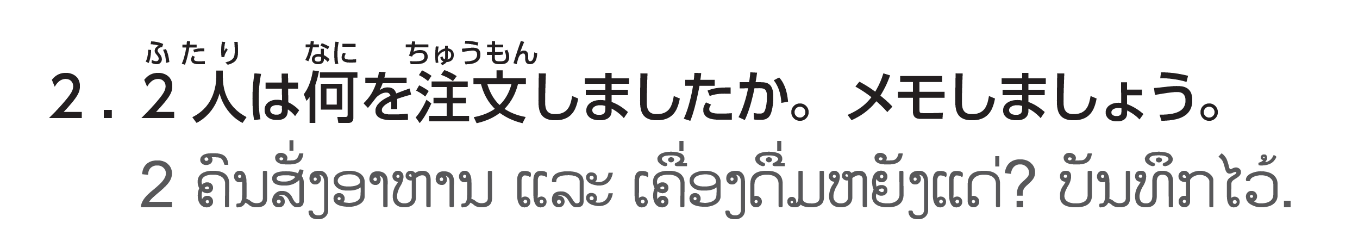 ふたり なに ちゅうもん
2. 2人は何を注文しましたか。メモしましょう。
2 ຄົນສັ່ງອາຫານ ແລະ ເຄື່ອງດື່ມຫຍັງແດ່? ບັນທຶກໄວ້.